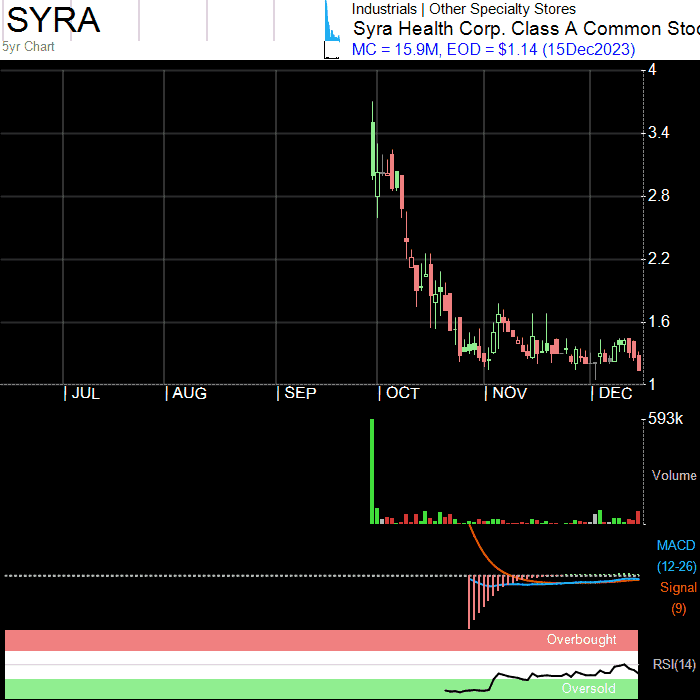 SYRA
5yr Chart
Industrials | Other Specialty Stores
Syra Health Corp. Class A Common Stoc
MC = 15.9M, EOD = $1.14 (15Dec2023)
4
3.4
2.8
2.2
1.6
1
JUL AUG SEP OCT NOV DEC
593k
Volume
MACD
(12-26)
Signal
(9)
Overbought
RSI(14)
Oversold